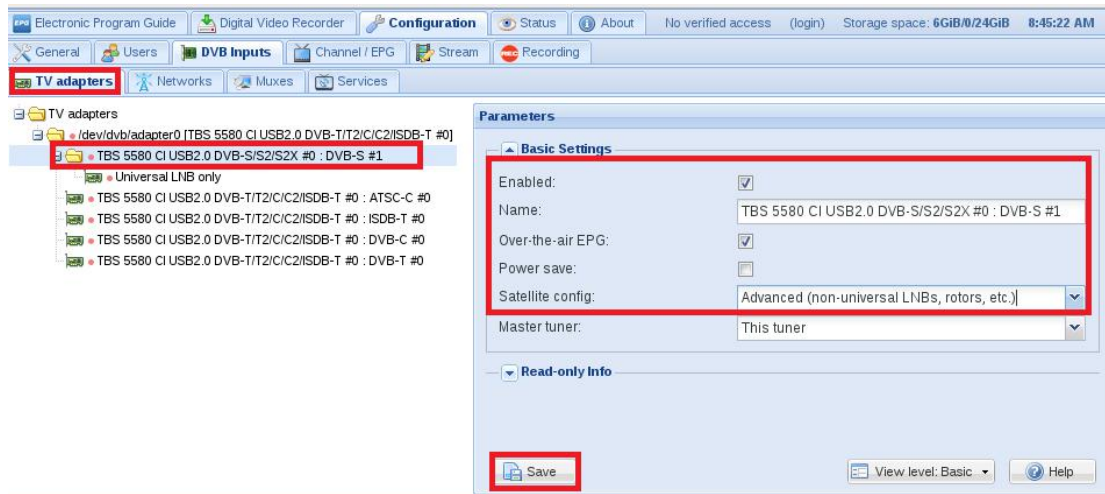 Electronic Program Guide Digital Video Recorder Configuration Status About No verified access (login) Storage space: 6GiB/0/24GiB 8:45:22 AM
General Users DVB Inputs Channel / EPG Stream Recording
TV adapters Networks Muxes Services
TV adapters
/dev/dvb/adapter0 [TBS 5580 CI USB2.0 DVB-T/T2/C/C2/ISDB-T #0]
TBS 5580 CI USB2.0 DVB-S/S2/S2X #0 : DVB-S #1
Universal LNB only
TBS 5580 CI USB2.0 DVB-T/T2/C/C2/ISDB-T #0 : ATSC-C #0
TBS 5580 CI USB2.0 DVB-T/T2/C/C2/ISDB-T #0 : ISDB-T #0
TBS 5580 CI USB2.0 DVB-T/T2/C/C2/ISDB-T #0 : DVB-C #0
TBS 5580 CI USB2.0 DVB-T/T2/C/C2/ISDB-T #0 : DVB-T #0
Parameters
Basic Settings
Enabled:
Name: TBS 5580 CI USB2.0 DVB-S/S2/S2X #0 : DVB-S #1
Over-the-air EPG:
Power save:
Satellite config: Advanced (non-universal LNBs, rotors, etc.)
Master tuner: This tuner
Read-only Info
Save View level: Basic Help